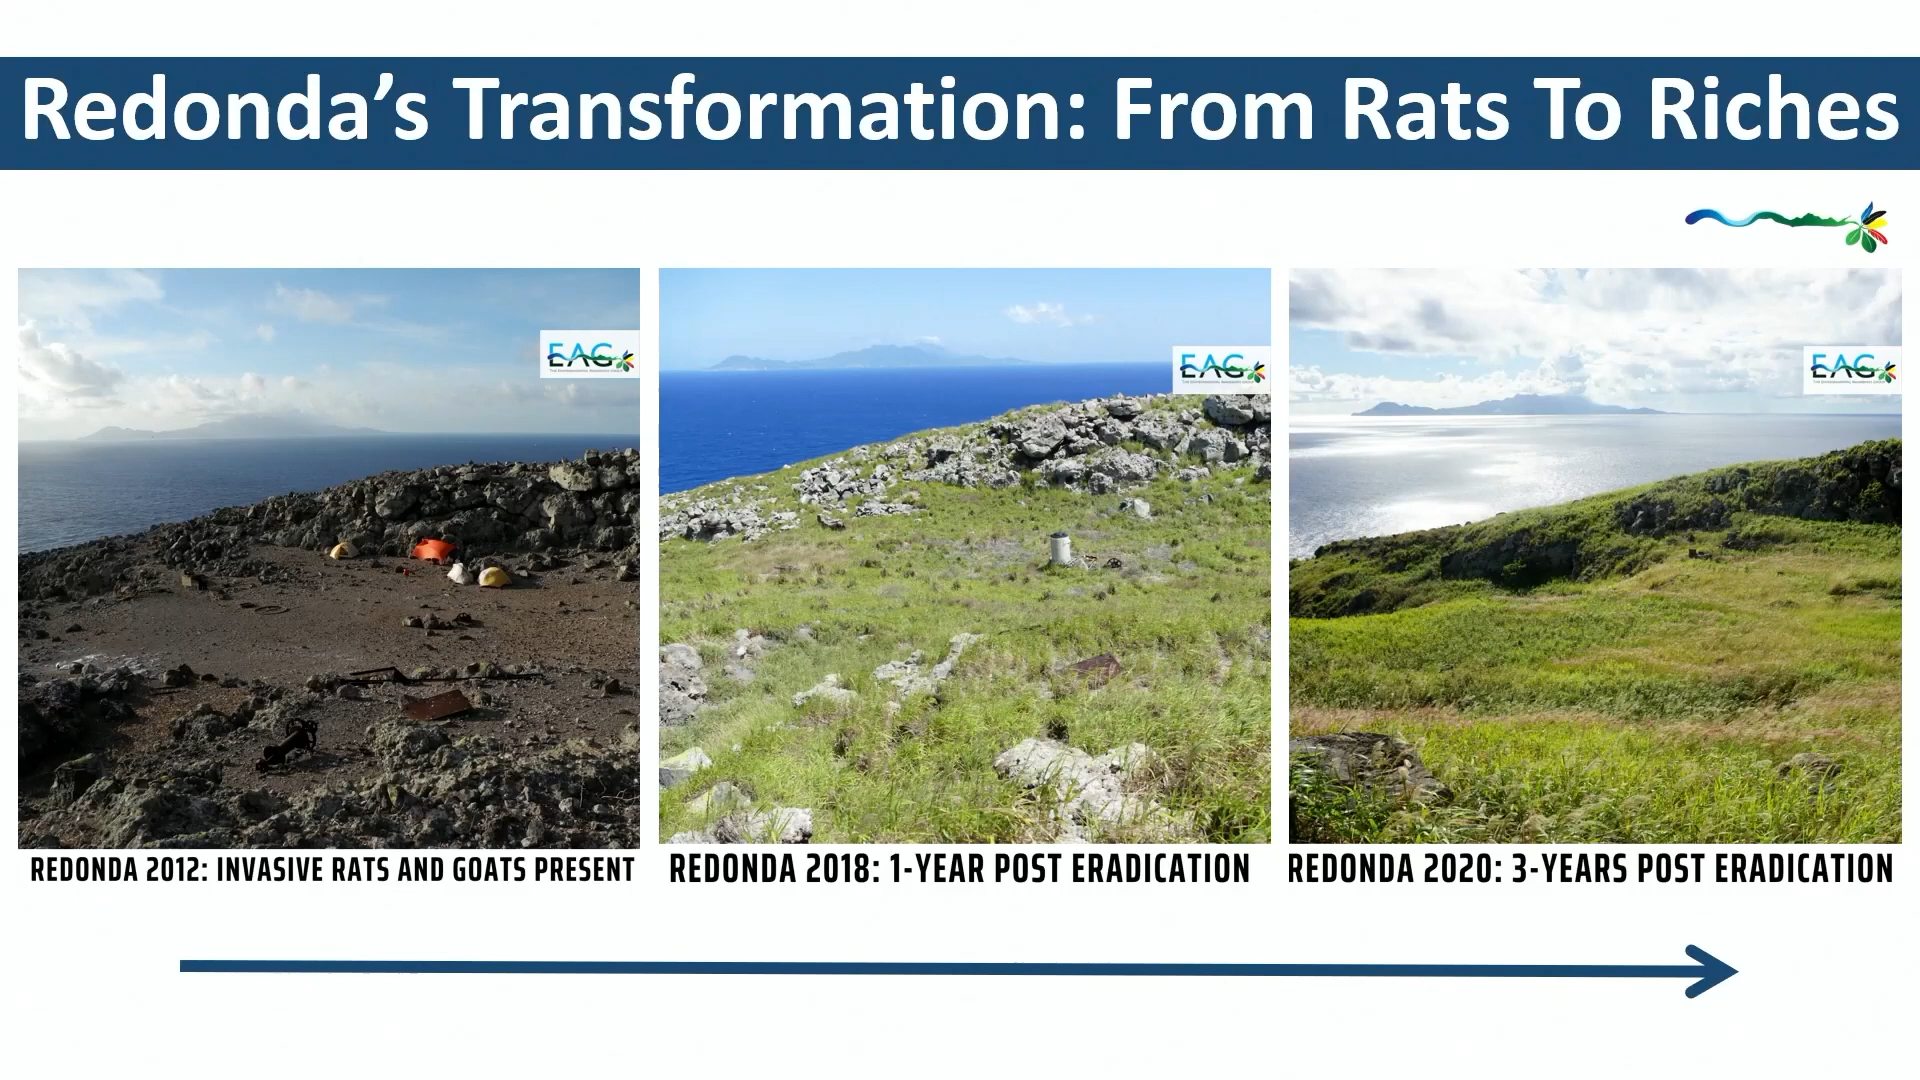 Redonda's Transformation: From Rats To Riches
EAG
EAG
EAG
REDONDA 2012: INVASIVE RATS AND GOATS PRESENT
REDONDA 2018: 1-YEAR POST ERADICATION
REDONDA 2020: 3-YEARS POST ERADICATION